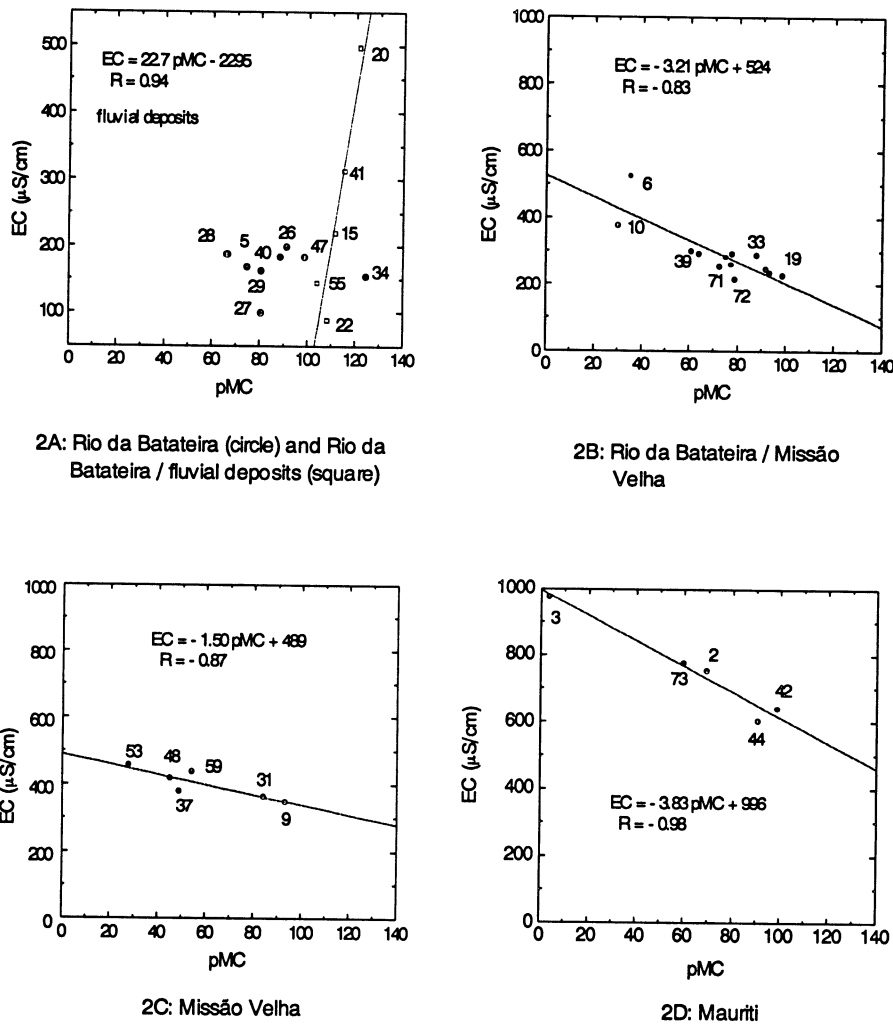 500
400
300
200
100
EC (μS/cm)
EC = 22.7 pMC - 2295
R = 0.94
fluvial deposits
20
41
28
5
26
40
47
15
34
29
55
27
22
0 20 40 60 80 100 120 140
pMC
2A: Rio da Batateira (circle) and Rio da
Batateira / fluvial deposits (square)
1000
800
600
400
200
0
EC (μS/cm)
EC = - 3.21 pMC + 524
R = - 0.83
6
10
33
39
19
71
72
0 20 40 60 80 100 120 140
pMC
2B: Rio da Batateira / Missão
Velha
1000
800
600
400
200
0
EC (μS/cm)
EC = - 1.50 pMC + 489
R = - 0.87
53
48
59
31
37
9
0 20 40 60 80 100 120 140
pMC
2C: Missão Velha
1000
800
600
400
200
0
EC (μS/cm)
3
2
73
42
44
EC = - 3.83 pMC + 996
R = - 0.98
0 20 40 60 80 100 120 140
pMC
2D: Mauriti